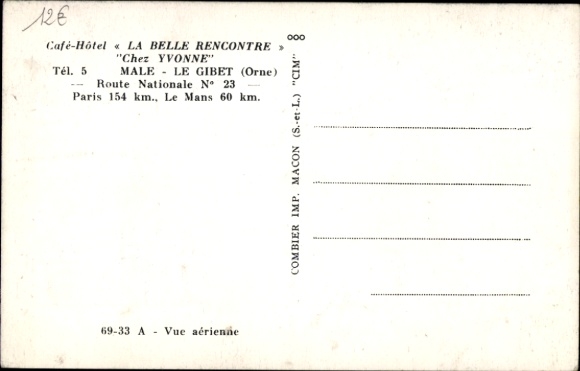 12€
Café-Hôtel « LA BELLE RENCONTRE »
"Chez YVONNE"
Tél. 5 MALE - LE GIBET (Orne)
— Route Nationale N° 23 —
Paris 154 km., Le Mans 60 km.
COMBIER IMP. MACON (S.-et-L.) "CIM"
69-33 A - Vue aérienne